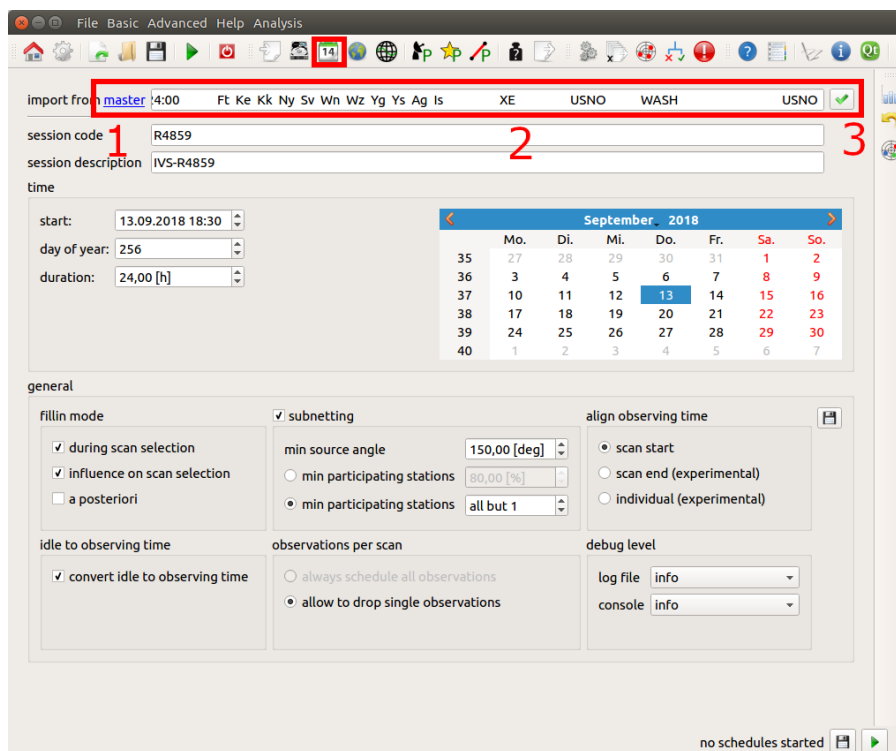 File Basic Advanced Help Analysis
14
P P P
Qt
import from master 24:00 Ft Ke Kk Ny Sv Wn Wz Yg Ys Ag Is XE USNO WASH USNO
1 2 3
session code R4859
session description IVS-R4859
time
start: 13.09.2018 18:30
day of year: 256
duration: 24,00 [h]
September, 2018
Mo. Di. Mi. Do. Fr. Sa. So.
35 27 28 29 30 31 1 2
36 3 4 5 6 7 8 9
37 10 11 12 13 14 15 16
38 17 18 19 20 21 22 23
39 24 25 26 27 28 29 30
40 1 2 3 4 5 6 7
general
fillin mode
during scan selection
influence on scan selection
a posteriori
subnetting
min source angle 150,00 [deg]
min participating stations 80,00 [%]
min participating stations all but 1
align observing time
scan start
scan end (experimental)
individual (experimental)
idle to observing time
convert idle to observing time
observations per scan
always schedule all observations
allow to drop single observations
debug level
log file info
console info
no schedules started